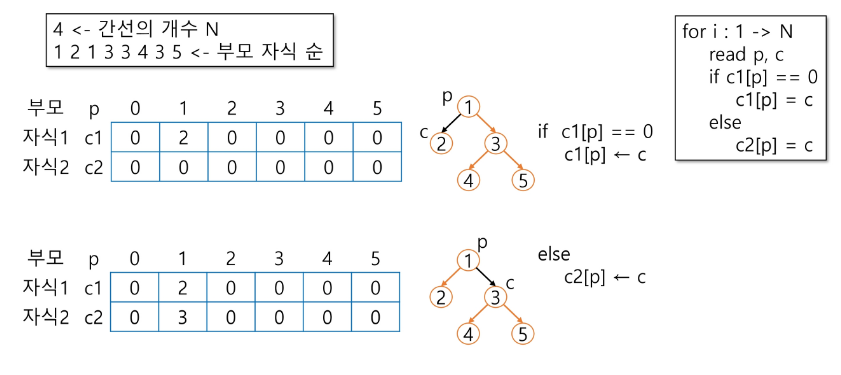 4 <- 간선의 개수 N
1 2 1 3 3 4 3 5 <- 부모 자식 순
for i : 1 -> N
read p, c
if c1[p] == 0
c1[p] = c
else
c2[p] = c
부모 p 0 1 2 3 4 5
자식1 c1 0 2 0 0 0 0
자식2 c2 0 0 0 0 0 0
p
1
c
2 3
4 5
if c1[p] == 0
c1[p] ← c
부모 p 0 1 2 3 4 5
자식1 c1 0 2 0 0 0 0
자식2 c2 0 3 0 0 0 0
p
1
c
2 3
4 5
else
c2[p] ← c